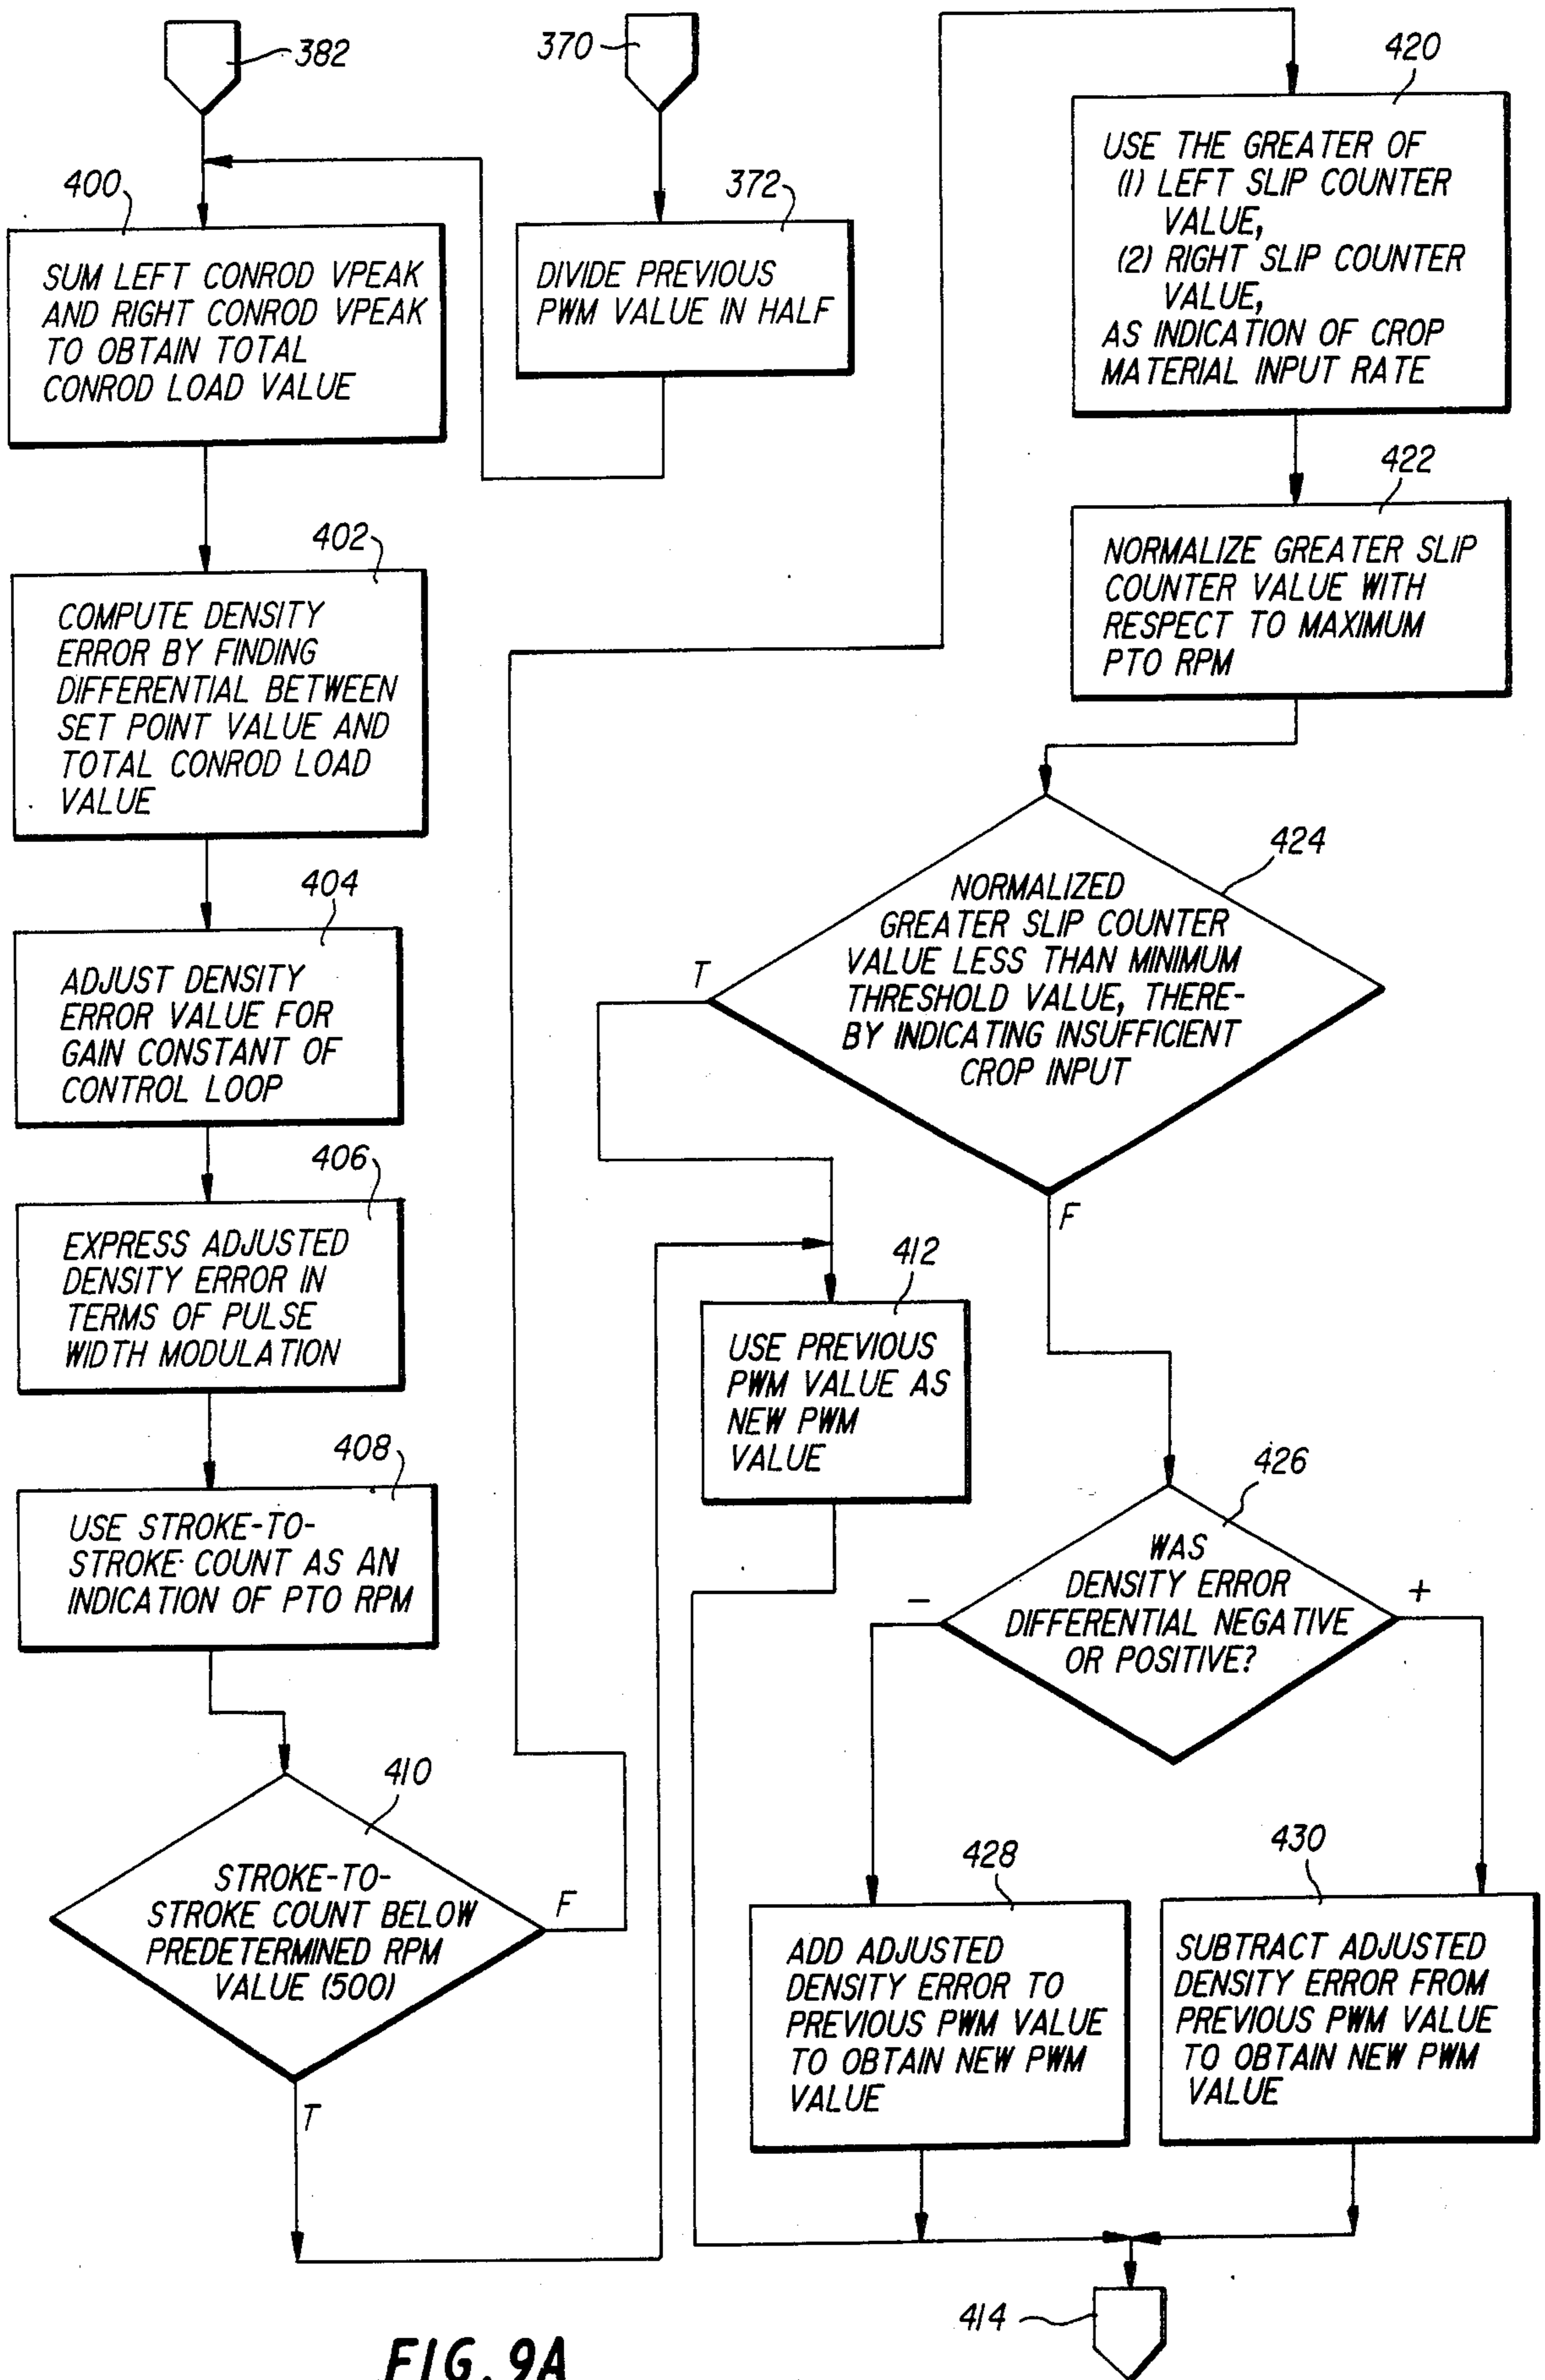 382
370
400
SUM LEFT CONROD VPEAK
AND RIGHT CONROD VPEAK
TO OBTAIN TOTAL
CONROD LOAD VALUE
372
DIVIDE PREVIOUS
PWM VALUE IN HALF
402
COMPUTE DENSITY
ERROR BY FINDING
DIFFERENTIAL BETWEEN
SET POINT VALUE AND
TOTAL CONROD LOAD
VALUE
404
ADJUST DENSITY
ERROR VALUE FOR
GAIN CONSTANT OF
CONTROL LOOP
406
EXPRESS ADJUSTED
DENSITY ERROR IN
TERMS OF PULSE
WIDTH MODULATION
408
USE STROKE-TO-
STROKE COUNT AS AN
INDICATION OF PTO RPM
410
STROKE-TO-
STROKE COUNT BELOW
PREDETERMINED RPM
VALUE (500)
F
T
420
USE THE GREATER OF
(1) LEFT SLIP COUNTER
VALUE,
(2) RIGHT SLIP COUNTER
VALUE,
AS INDICATION OF CROP
MATERIAL INPUT RATE
422
NORMALIZE GREATER SLIP
COUNTER VALUE WITH
RESPECT TO MAXIMUM
PTO RPM
424
NORMALIZED
GREATER SLIP COUNTER
VALUE LESS THAN MINIMUM
THRESHOLD VALUE, THERE-
BY INDICATING INSUFFICIENT
CROP INPUT
T
F
412
USE PREVIOUS
PWM VALUE AS
NEW PWM
VALUE
426
WAS
DENSITY ERROR
DIFFERENTIAL NEGATIVE
OR POSITIVE?
-
+
428
ADD ADJUSTED
DENSITY ERROR TO
PREVIOUS PWM VALUE
TO OBTAIN NEW PWM
VALUE
430
SUBTRACT ADJUSTED
DENSITY ERROR FROM
PREVIOUS PWM VALUE
TO OBTAIN NEW PWM
VALUE
414
FIG. 9A